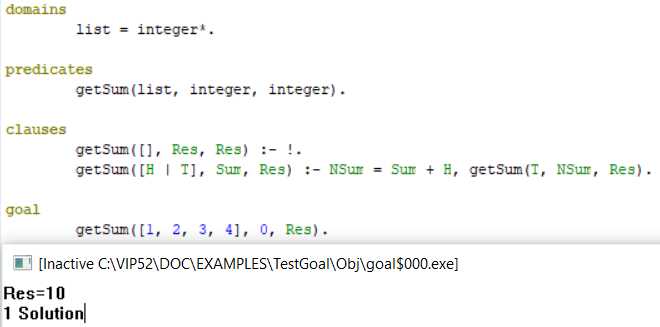 domains
list = integer*.
predicates
getSum(list, integer, integer).
clauses
getSum([], Res, Res) :- !.
getSum([H | T], Sum, Res) :- NSum = Sum + H, getSum(T, NSum, Res).
goal
getSum([1, 2, 3, 4], 0, Res).
[Inactive C:\VIP52\DOC\EXAMPLES\TestGoal\Obj\goal$000.exe]
Res=10
1 Solution